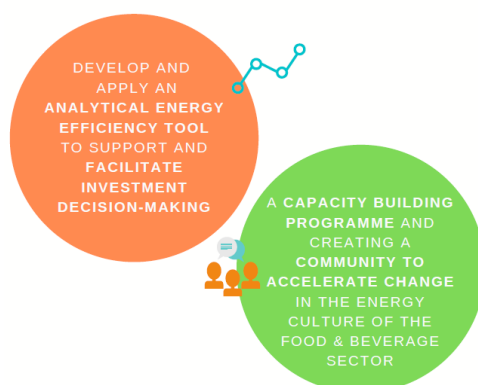 DEVELOP AND
APPLY AN
ANALYTICAL ENERGY
EFFICIENCY TOOL
TO SUPPORT AND
FACILITATE
INVESTMENT
DECISION-MAKING
A CAPACITY BUILDING
PROGRAMME AND
CREATING A
COMMUNITY TO
ACCELERATE CHANGE
IN THE ENERGY
CULTURE OF THE
FOOD & BEVERAGE
SECTOR